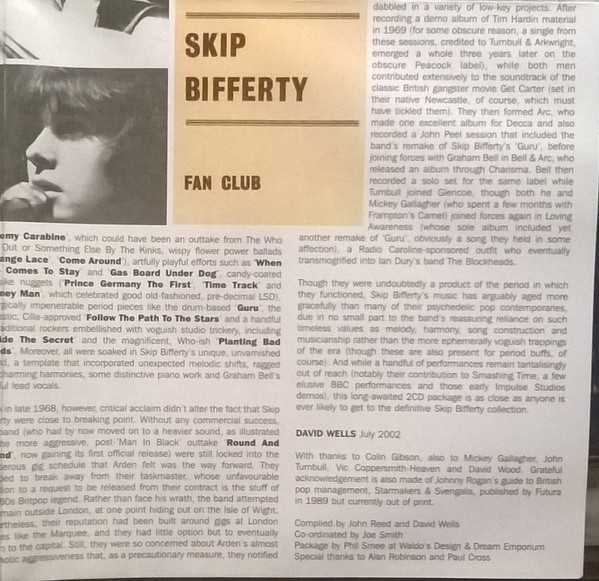 SKIP
BIFFERTY
FAN CLUB
emy Carabine', which could have been an outtake from The Who
Out or Something Else By The Kinks, wispy flower power ballads
ange Lace', 'Come Around'), artfully playful efforts such as 'When
Comes To Stay' and 'Gas Board Under Dog', candy-coated
ke nuggets ('Prince Germany The First', 'Time Track' and
ney Man', which celebrated good old-fashioned, pre-decimal LSD),
ically impenetrable period pieces like the drum-based 'Guru', the
stic, Cilla-approved 'Follow The Path To The Stars' and a handful
aditional rockers embellished with voguish studio trickery, including
ide The Secret' and the magnificent, Who-ish 'Planting Bad
ds'. Moreover, all were soaked in Skip Bifferty's unique, unvarnished
d, a template that incorporated unexpected melodic shifts, ragged
harming harmonies, some distinctive piano work and Graham Bell's
ul lead vocals.
in late 1968, however, critical acclaim didn't alter the fact that Skip
rty were close to breaking point. Without any commercial success,
band (who by now had moved on to a heavier sound, as illustrated
he more aggressive, post-'Man In Black' outtake 'Round And
nd', now gaining its first official release) were still locked into the
erous gig schedule that Arden felt was the way forward. They
ded to break away from their taskmaster, whose unfavourable
ion to a request to be released from their contract is the stuff of
60s Britpop legend. Rather than face his wrath, the band attempted
main outside London, at one point hiding out on the Isle of Wight.
rtheless, their reputation had been built around gigs at London
es like the Marquee, and they had little option but to eventually
n to the capital. Still, they were so concerned about Arden's almost
hotic aggressiveness that, as a precautionary measure, they notified
dabbled in a variety of low-key projects. After
recording a demo album of Tim Hardin material
in 1969 (for some obscure reason, a single from
these sessions, credited to Turnbull & Arkwright,
emerged a whole three years later on the
obscure Peacock label), while both men
contributed extensively to the soundtrack of the
classic British gangster movie Get Carter (set in
their native Newcastle, of course, which must
have tickled them). They then formed Arc, who
made one excellent album for Decca and also
recorded a John Peel session that included the
band's remake of Skip Bifferty's 'Guru', before
joining forces with Graham Bell in Bell & Arc, who
released an album through Charisma. Bell then
recorded a solo set for the same label while
Turnbull joined Glencoe, though both he and
Mickey Gallagher (who spent a few months with
Frampton's Camel) joined forces again in Loving
Awareness (whose sole album included yet
another remake of 'Guru', obviously a song they held in some
affection), a Radio Caroline-sponsored outfit who eventually
transmogrified into Ian Dury's band The Blockheads.
Though they were undoubtedly a product of the period in which
they functioned, Skip Bifferty's music has arguably aged more
gracefully than many of their psychedelic pop contemporaries,
due in no small part to the band's reassuring reliance on such
timeless values as melody, harmony, song construction and
musicianship rather than the more ephemerally voguish trappings
of the era (though these are also present for period buffs, of
course). And while a handful of performances remain tantalisingly
out of reach (notably their contribution to Smashing Time, a few
elusive BBC performances and those early Impulse Studios
demos), this long-awaited 2CD package is as close as anyone is
ever likely to get to the definitive Skip Bifferty collection.
DAVID WELLS July 2002
With thanks to Colin Gibson, also to Mickey Gallagher, John
Turnbull, Vic Coppersmith-Heaven and David Wood. Grateful
acknowledgement is also made of Johnny Rogan's guide to British
pop management, Starmakers & Svengalis, published by Futura
in 1989 but currently out of print.
Compiled by John Reed and David Wells
Co-ordinated by Joe Smith
Package by Phil Smee at Waldo's Design & Dream Emporium
Special thanks to Alan Robinson and Paul Cross